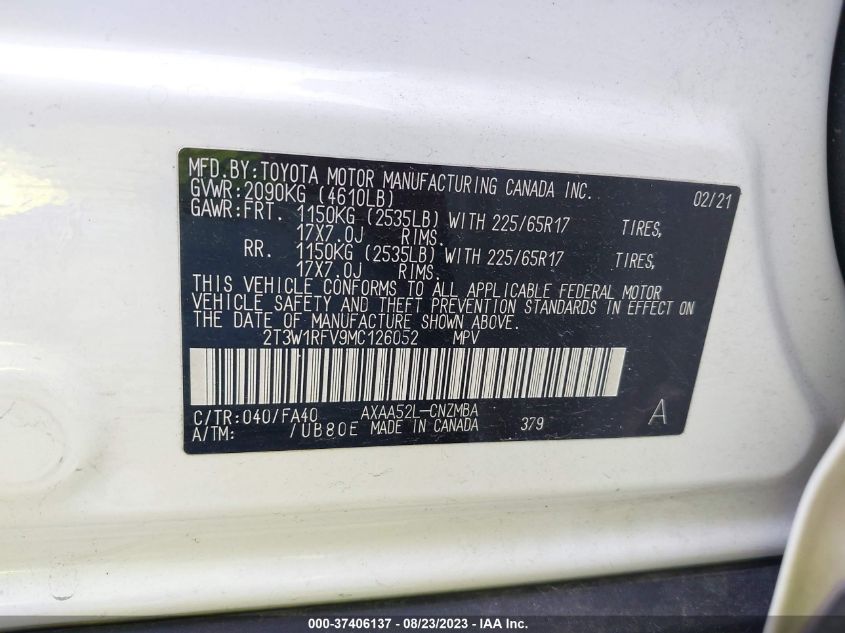 MFD.BY:TOYOTA MOTOR MANUFACTURING CANADA INC.
GVWR:2090KG (4610LB) 02/21
GAWR:FRT. 1150KG (2535LB) WITH 225/65R17 TIRES,
17X7.0J RIMS.
RR. 1150KG (2535LB) WITH 225/65R17 TIRES,
17X7.0J RIMS.
THIS VEHICLE CONFORMS TO ALL APPLICABLE FEDERAL MOTOR
VEHICLE SAFETY AND THEFT PREVENTION STANDARDS IN EFFECT ON
THE DATE OF MANUFACTURE SHOWN ABOVE.
2T3W1RFV9MC126052 MPV
C/TR:040/FA40 AXAA52L-CNZMBA A
A/TM: /UB80E MADE IN CANADA 379
000-37406137 - 08/23/2023 - IAA Inc.